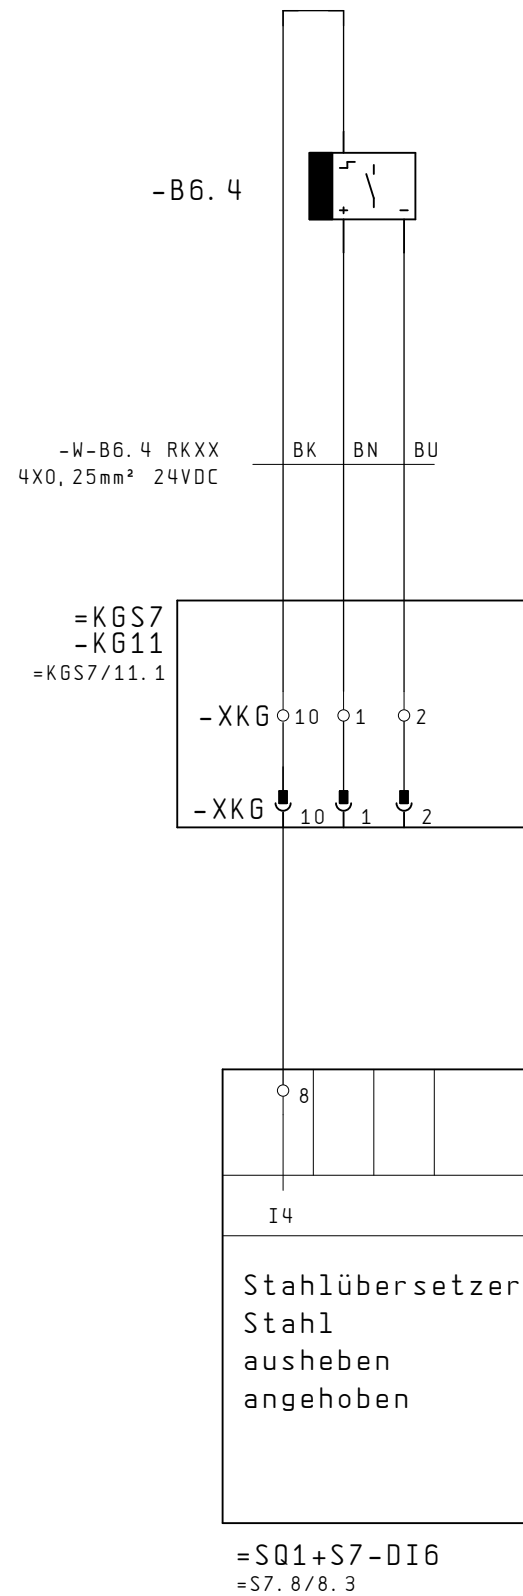 -B6.4
+ -
-W-B6.4 RKXX
4X0,25mm² 24VDC
BK BN BU
=KGS7
-KG11
=KGS7/11.1
-XKG 10 1 2
-XKG 10 1 2
8
I4
Stahlübersetzer
Stahl
ausheben
angehoben
=SQ1+S7-DI6
=S7.8/8.3